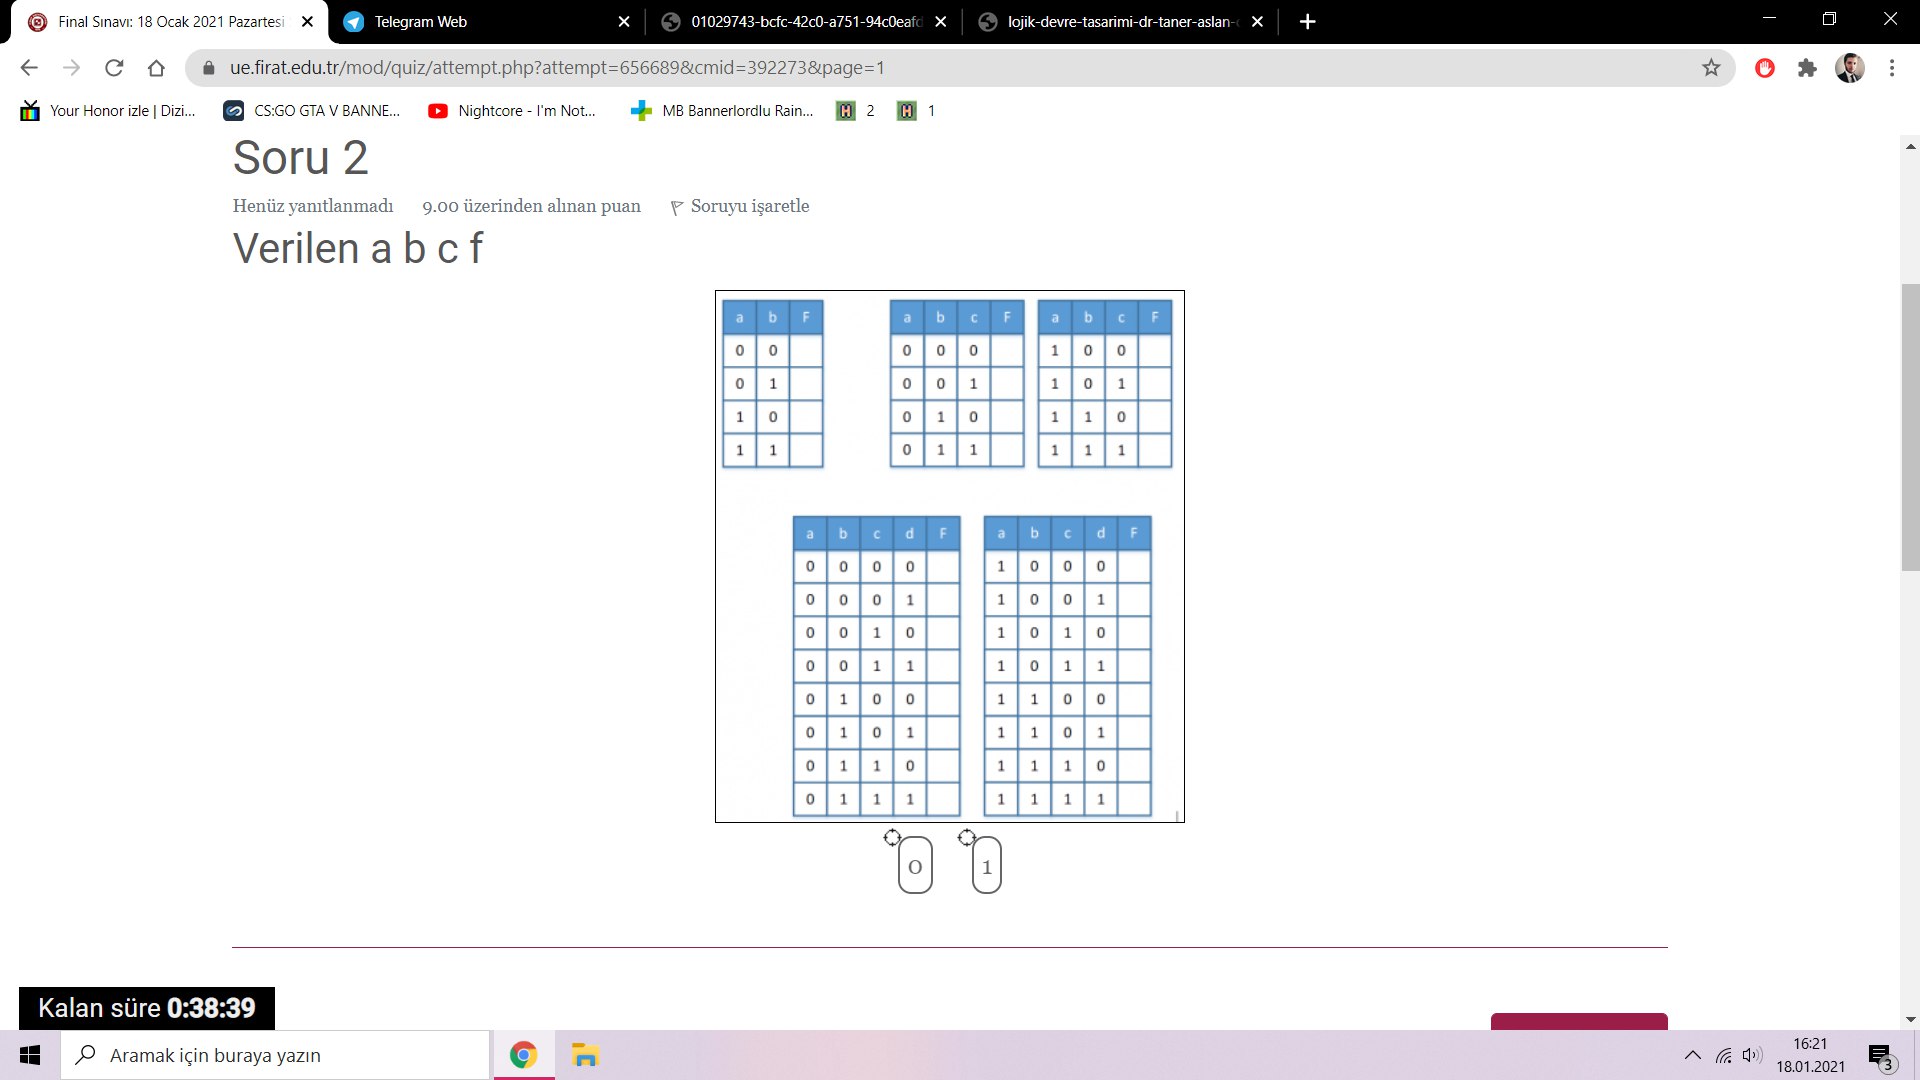 Final Sınavı: 18 Ocak 2021 Pazartesi
Telegram Web
01029743-bcfc-42c0-a751-94c0eafd
lojik-devre-tasarimi-dr-taner-aslan-
ue.firat.edu.tr/mod/quiz/attempt.php?attempt=656689&cmid=392273&page=1
Your Honor izle | Dizi...
CS:GO GTA V BANNE...
Nightcore - I'm Not...
MB Bannerlordlu Rain...
2
1
Soru 2
Henüz yanıtlanmadı
9.00 üzerinden alınan puan
Soruyu işaretle
Verilen a b c f
a b F
0 0
0 1
1 0
1 1
a b c F
0 0 0
0 0 1
0 1 0
0 1 1
a b c F
1 0 0
1 0 1
1 1 0
1 1 1
a b c d F
0 0 0 0
0 0 0 1
0 0 1 0
0 0 1 1
0 1 0 0
0 1 0 1
0 1 1 0
0 1 1 1
a b c d F
1 0 0 0
1 0 0 1
1 0 1 0
1 0 1 1
1 1 0 0
1 1 0 1
1 1 1 0
1 1 1 1
0
1
Kalan süre 0:38:39
Aramak için buraya yazın
16:21
18.01.2021
3